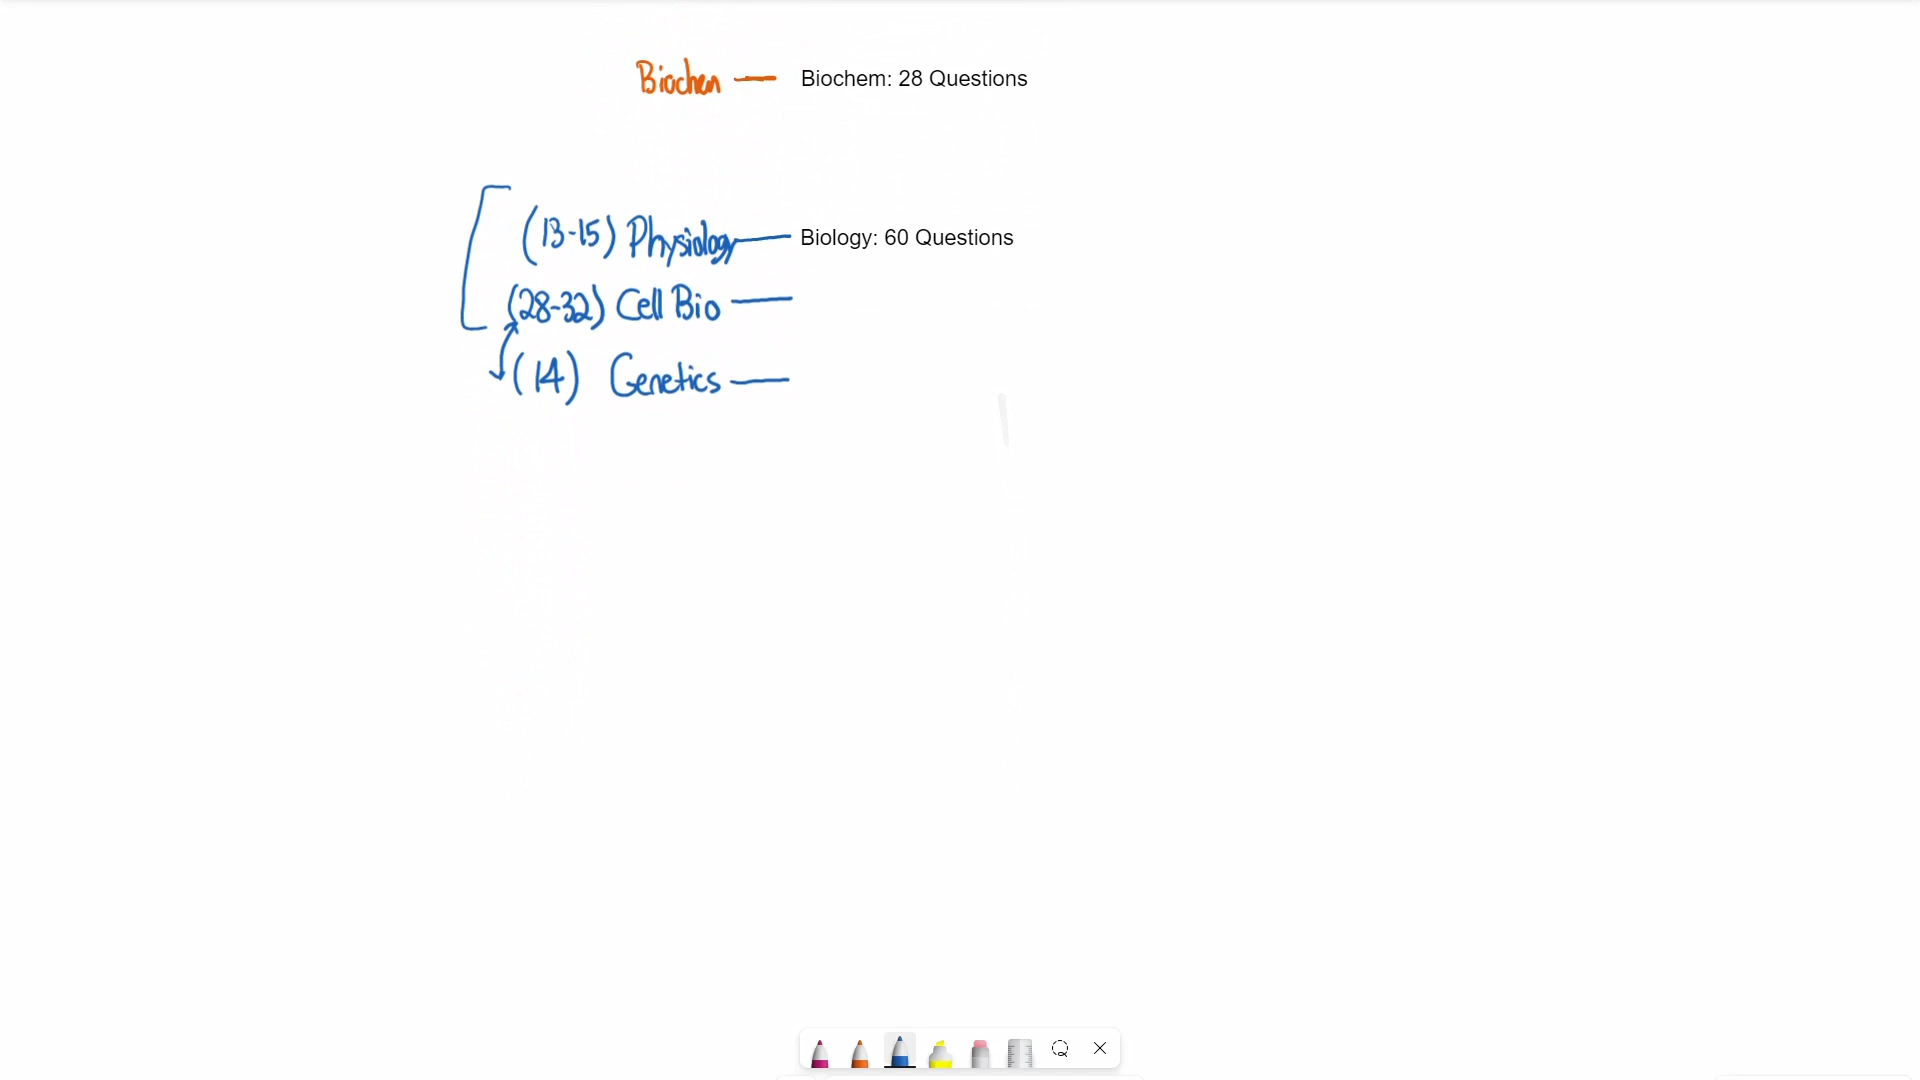 Biochem — Biochem: 28 Questions
(13-15) Physiology — Biology: 60 Questions
(28-32) Cell Bio —
(14) Genetics —